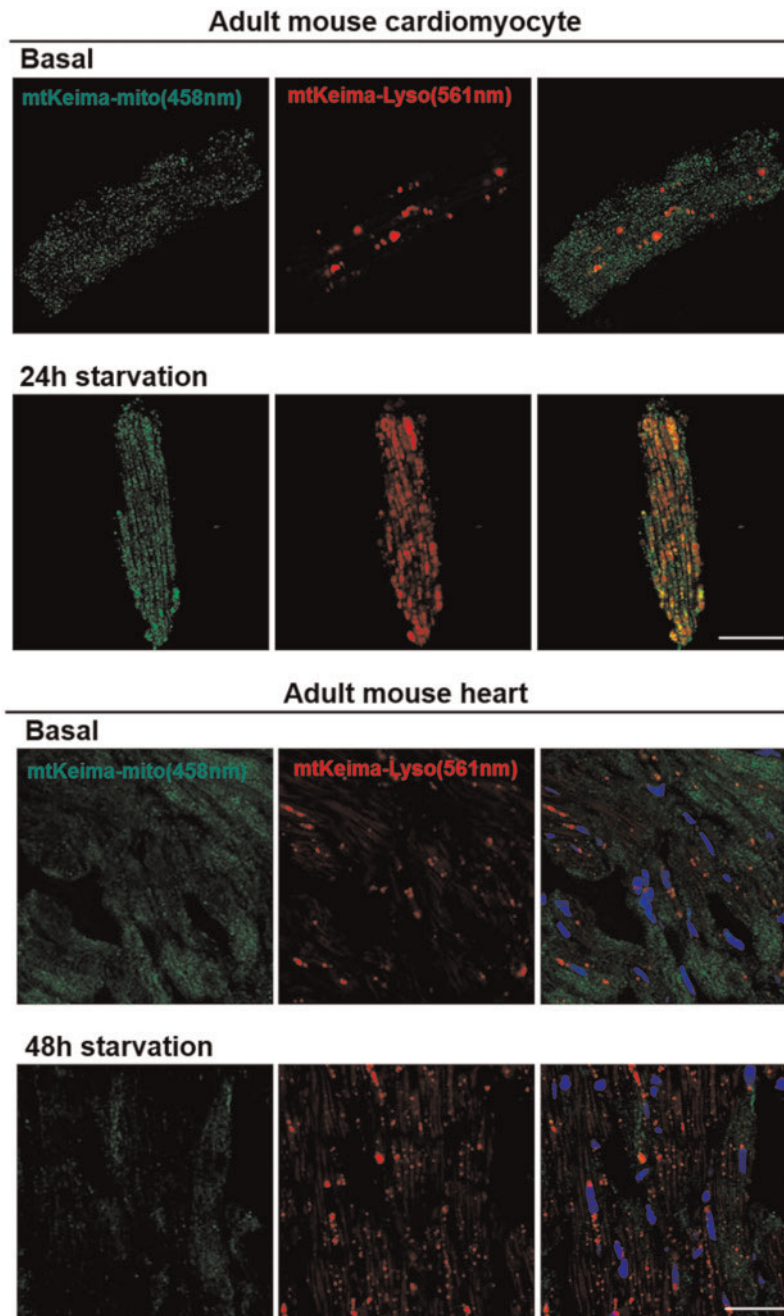 Adult mouse cardiomyocyte
Basal
mtKeima-mito(458nm) mtKeima-Lyso(561nm)
24h starvation
Adult mouse heart
Basal
mtKeima-mito(458nm) mtKeima-Lyso(561nm)
48h starvation